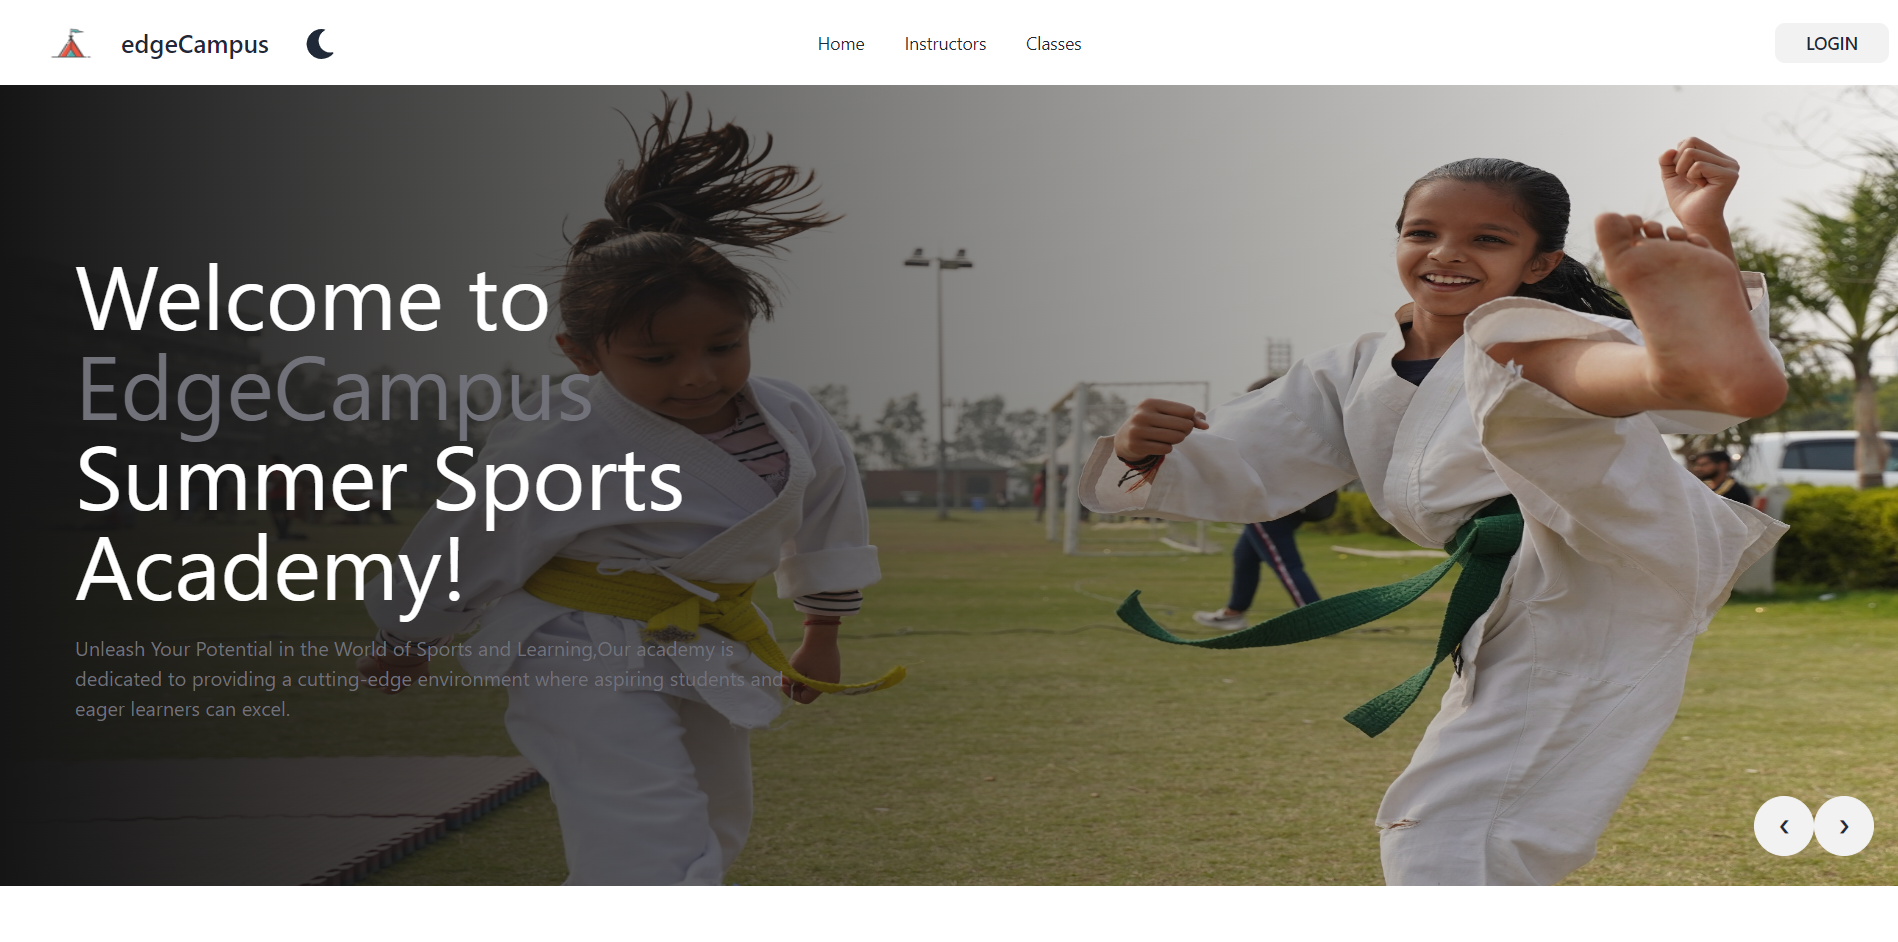 edgeCampus
Home Instructors Classes
LOGIN
Welcome to
EdgeCampus
Summer Sports
Academy!
Unleash Your Potential in the World of Sports and Learning,Our academy is
dedicated to providing a cutting-edge environment where aspiring students and
eager learners can excel.